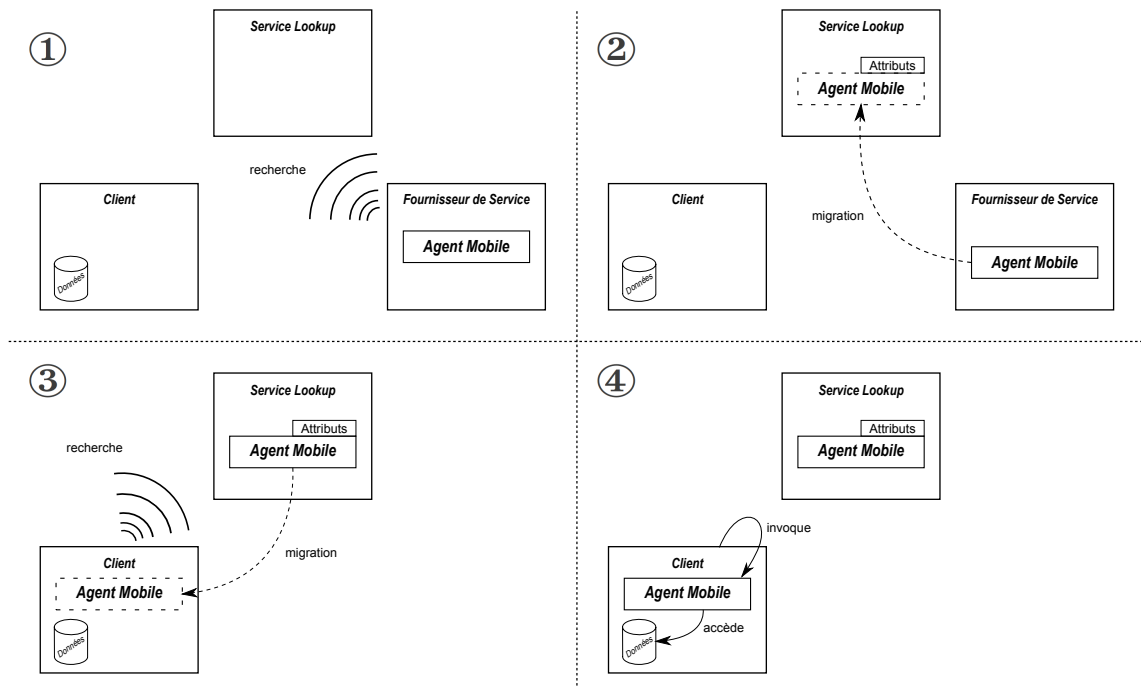 ①
Service Lookup
recherche
Client
Données
Fournisseur de Service
Agent Mobile
②
Service Lookup
Attributs
Agent Mobile
migration
Client
Données
Fournisseur de Service
Agent Mobile
③
Service Lookup
Attributs
Agent Mobile
recherche
migration
Client
Agent Mobile
Données
④
Service Lookup
Attributs
Agent Mobile
invoque
Client
Agent Mobile
accède
Données